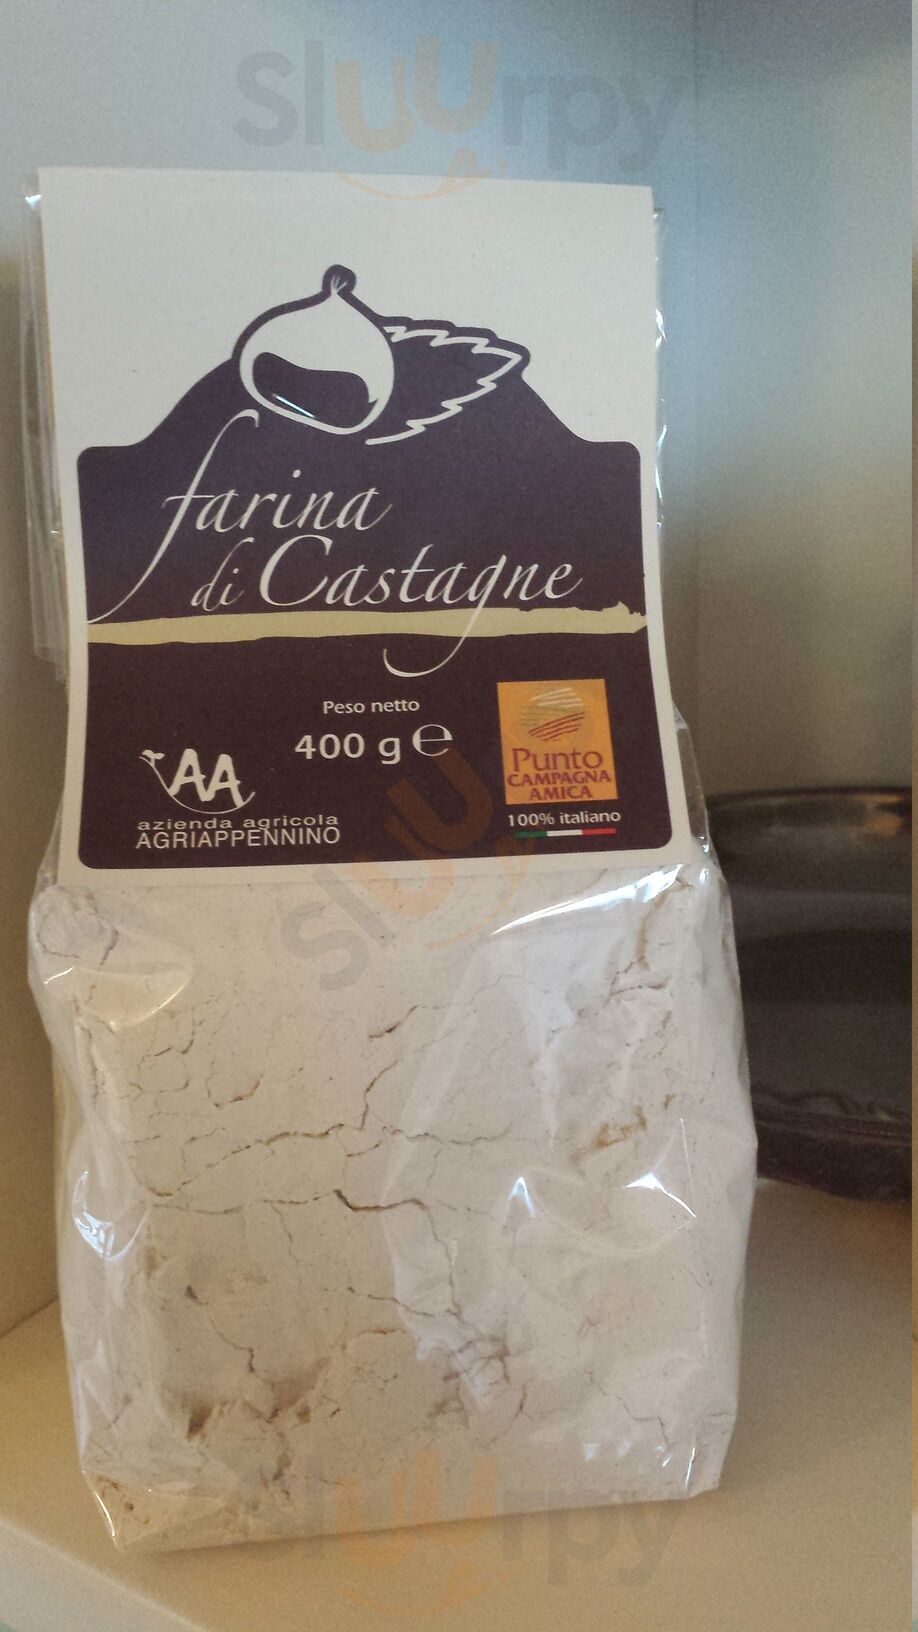 Sluurpy
farina
di Castagne
Peso netto
400 g ℮
AA
azienda agricola
AGRIAPPENNINO
Punto
CAMPAGNA
AMICA
100% italiano
sluurpy
Sluurpy